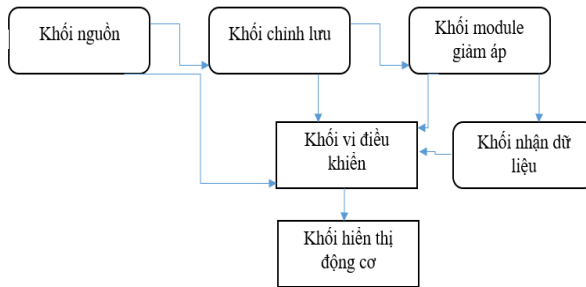 Khối nguồn
Khối chỉnh lưu
Khối module
giảm áp
Khối vi điều
khiển
Khối nhận dữ
liệu
Khối hiển thị
động cơ